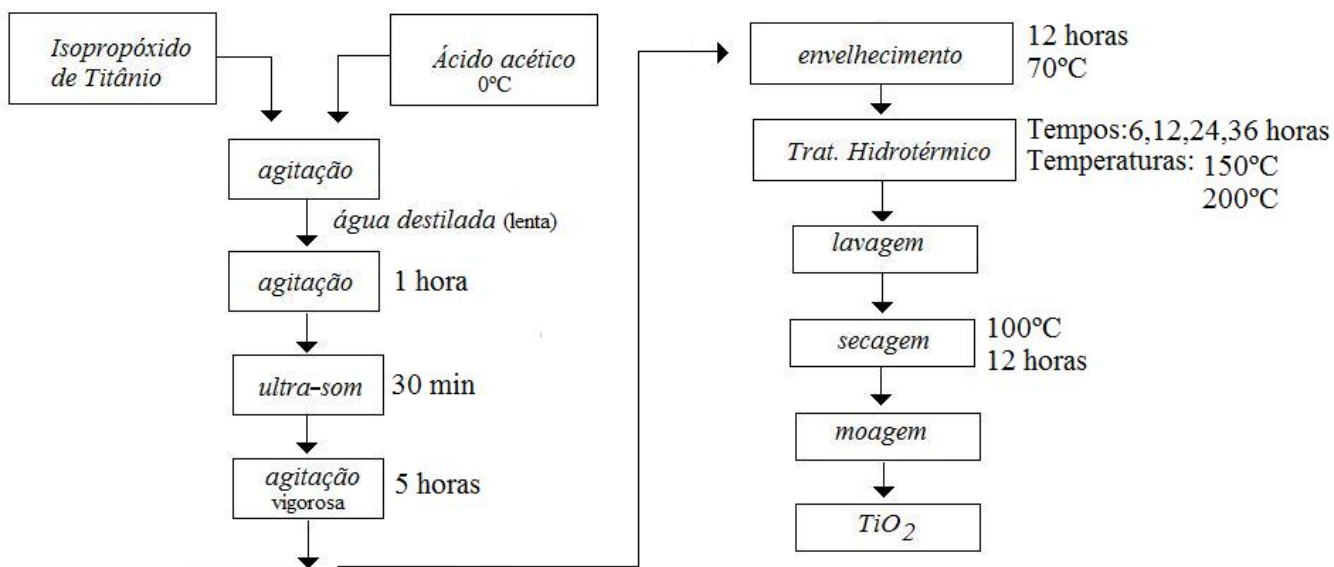 Isopropóxido
de Titânio
Ácido acético
0ºC
agitação
água destilada (lenta)
agitação
1 hora
ultra-som
30 min
agitação
vigorosa
5 horas
envelhecimento
12 horas
70ºC
Trat. Hidrotérmico
Tempos:6,12,24,36 horas
Temperaturas: 150ºC
200ºC
lavagem
secagem
100ºC
12 horas
moagem
TiO2